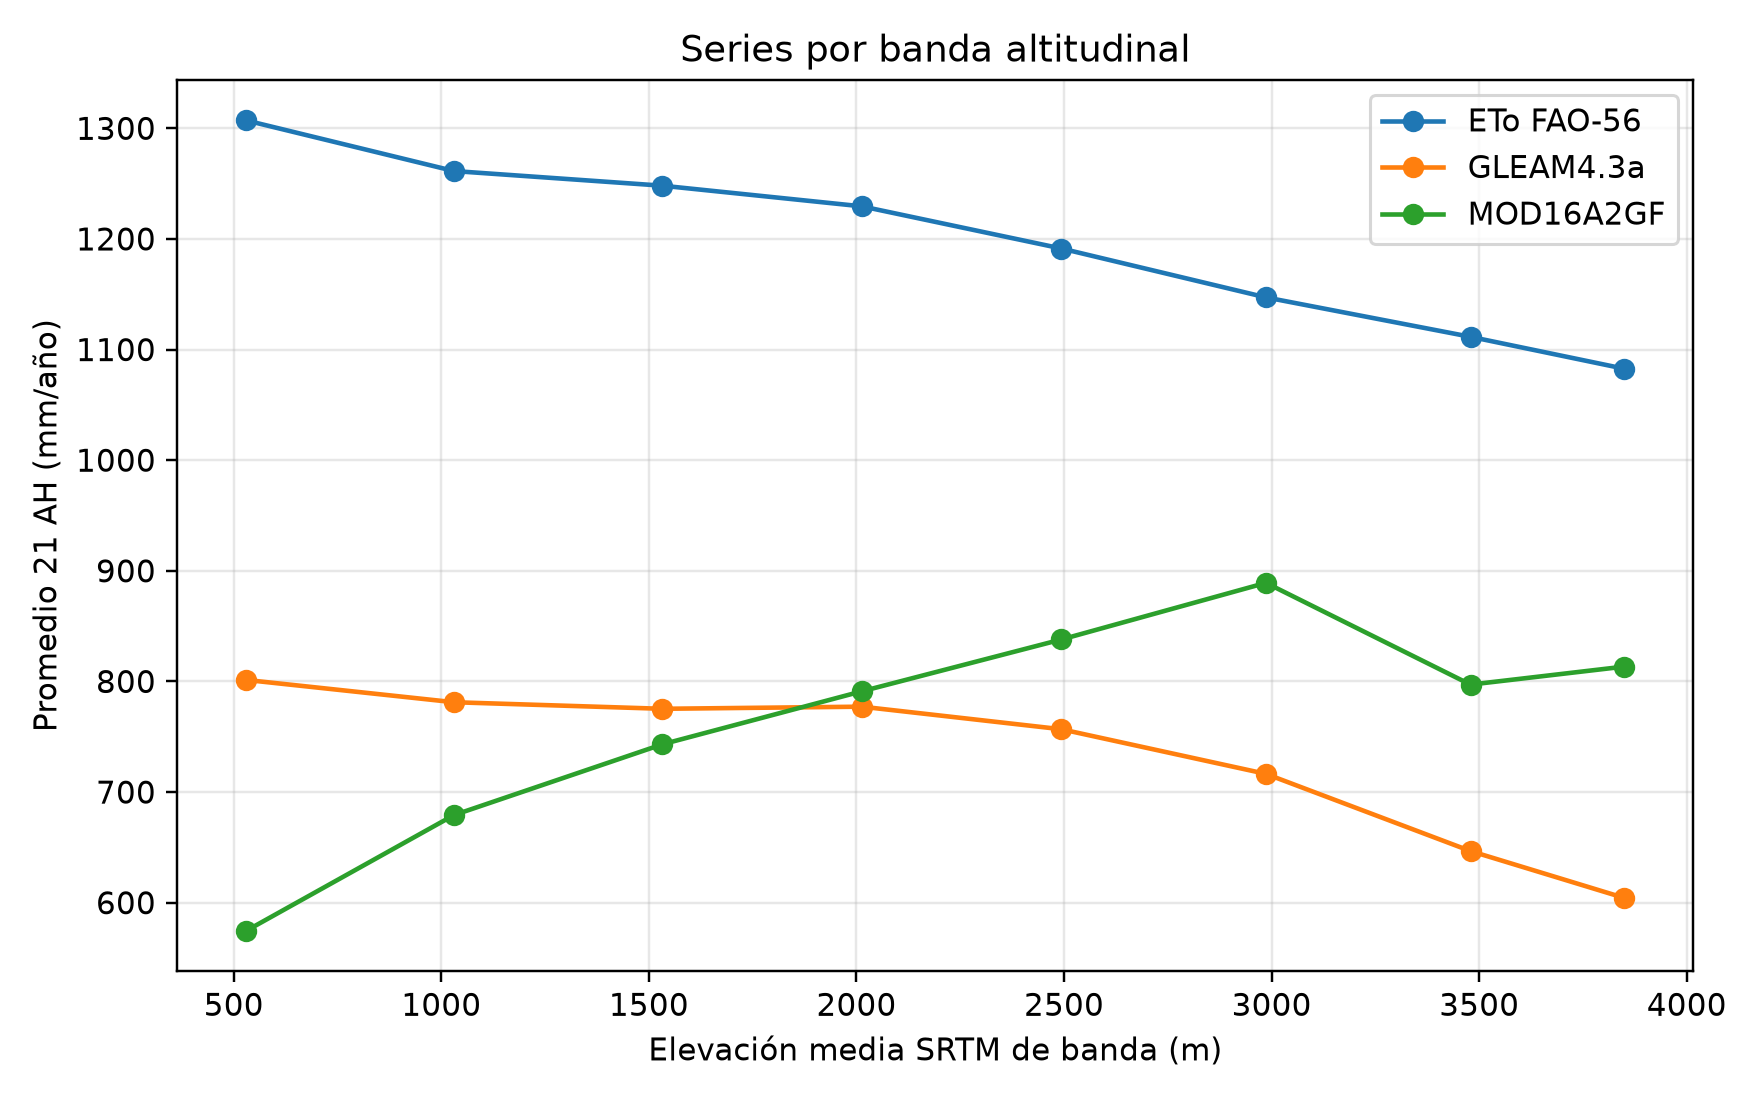 Series por banda altitudinal
ETo FAO-56
GLEAM4.3a
MOD16A2GF
Promedio 21 AH (mm/año)
1300
1200
1100
1000
900
800
700
600
500 1000 1500 2000 2500 3000 3500 4000
Elevación media SRTM de banda (m)